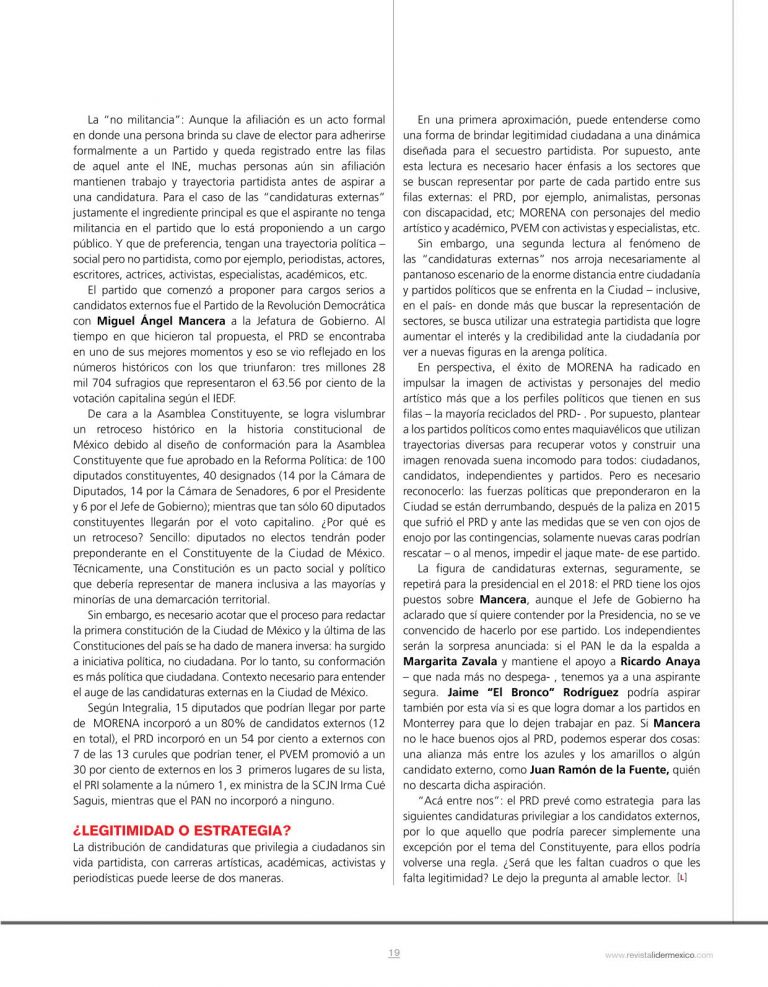 La “no militancia”: Aunque la afiliación es un acto formal
en donde una persona brinda su clave de elector para adherirse
formalmente a un Partido y queda registrado entre las filas
de aquel ante el INE, muchas personas aún sin afiliación
mantienen trabajo y trayectoria partidista antes de aspirar a
una candidatura. Para el caso de las “candidaturas externas”
justamente el ingrediente principal es que el aspirante no tenga
militancia en el partido que lo está proponiendo a un cargo
público. Y que de preferencia, tengan una trayectoria política –
social pero no partidista, como por ejemplo, periodistas, actores,
escritores, actrices, activistas, especialistas, académicos, etc.
El partido que comenzó a proponer para cargos serios a
candidatos externos fue el Partido de la Revolución Democrática
con Miguel Ángel Mancera a la Jefatura de Gobierno. Al
tiempo en que hicieron tal propuesta, el PRD se encontraba
en uno de sus mejores momentos y eso se vio reflejado en los
números históricos con los que triunfaron: tres millones 28
mil 704 sufragios que representaron el 63.56 por ciento de la
votación capitalina según el IEDF.
De cara a la Asamblea Constituyente, se logra vislumbrar
un retroceso histórico en la historia constitucional de
México debido al diseño de conformación para la Asamblea
Constituyente que fue aprobado en la Reforma Política: de 100
diputados constituyentes, 40 designados (14 por la Cámara de
Diputados, 14 por la Cámara de Senadores, 6 por el Presidente
y 6 por el Jefe de Gobierno); mientras que tan sólo 60 diputados
constituyentes llegarán por el voto capitalino. ¿Por qué es
un retroceso? Sencillo: diputados no electos tendrán poder
preponderante en el Constituyente de la Ciudad de México.
Técnicamente, una Constitución es un pacto social y político
que debería representar de manera inclusiva a las mayorías y
minorías de una demarcación territorial.
Sin embargo, es necesario acotar que el proceso para redactar
la primera constitución de la Ciudad de México y la última de las
Constituciones del país se ha dado de manera inversa: ha surgido
a iniciativa política, no ciudadana. Por lo tanto, su conformación
es más política que ciudadana. Contexto necesario para entender
el auge de las candidaturas externas en la Ciudad de México.
Según Integralia, 15 diputados que podrían llegar por parte
de MORENA incorporó a un 80% de candidatos externos (12
en total), el PRD incorporó en un 54 por ciento a externos con
7 de las 13 curules que podrían tener, el PVEM promovió a un
30 por ciento de externos en los 3 primeros lugares de su lista,
el PRI solamente a la número 1, ex ministra de la SCJN Irma Cué
Saguis, mientras que el PAN no incorporó a ninguno.
¿LEGITIMIDAD O ESTRATEGIA?
La distribución de candidaturas que privilegia a ciudadanos sin
vida partidista, con carreras artísticas, académicas, activistas y
periodísticas puede leerse de dos maneras.
En una primera aproximación, puede entenderse como
una forma de brindar legitimidad ciudadana a una dinámica
diseñada para el secuestro partidista. Por supuesto, ante
esta lectura es necesario hacer énfasis a los sectores que
se buscan representar por parte de cada partido entre sus
filas externas: el PRD, por ejemplo, animalistas, personas
con discapacidad, etc; MORENA con personajes del medio
artístico y académico, PVEM con activistas y especialistas, etc.
Sin embargo, una segunda lectura al fenómeno de
las “candidaturas externas” nos arroja necesariamente al
pantanoso escenario de la enorme distancia entre ciudadanía
y partidos políticos que se enfrenta en la Ciudad – inclusive,
en el país- en donde más que buscar la representación de
sectores, se busca utilizar una estrategia partidista que logre
aumentar el interés y la credibilidad ante la ciudadanía por
ver a nuevas figuras en la arenga política.
En perspectiva, el éxito de MORENA ha radicado en
impulsar la imagen de activistas y personajes del medio
artístico más que a los perfiles políticos que tienen en sus
filas – la mayoría reciclados del PRD- . Por supuesto, plantear
a los partidos políticos como entes maquiavélicos que utilizan
trayectorias diversas para recuperar votos y construir una
imagen renovada suena incomodo para todos: ciudadanos,
candidatos, independientes y partidos. Pero es necesario
reconocerlo: las fuerzas políticas que preponderaron en la
Ciudad se están derrumbando, después de la paliza en 2015
que sufrió el PRD y ante las medidas que se ven con ojos de
enojo por las contingencias, solamente nuevas caras podrían
rescatar – o al menos, impedir el jaque mate- de ese partido.
La figura de candidaturas externas, seguramente, se
repetirá para la presidencial en el 2018: el PRD tiene los ojos
puestos sobre Mancera, aunque el Jefe de Gobierno ha
aclarado que sí quiere contender por la Presidencia, no se ve
convencido de hacerlo por ese partido. Los independientes
serán la sorpresa anunciada: si el PAN le da la espalda a
Margarita Zavala y mantiene el apoyo a Ricardo Anaya
– que nada más no despega- , tenemos ya a una aspirante
segura. Jaime “El Bronco” Rodríguez podría aspirar
también por esta vía si es que logra domar a los partidos en
Monterrey para que lo dejen trabajar en paz. Si Mancera
no le hace buenos ojos al PRD, podemos esperar dos cosas:
una alianza más entre los azules y los amarillos o algún
candidato externo, como Juan Ramón de la Fuente, quién
no descarta dicha aspiración.
“Acá entre nos”: el PRD prevé como estrategia para las
siguientes candidaturas privilegiar a los candidatos externos,
por lo que aquello que podría parecer simplemente una
excepción por el tema del Constituyente, para ellos podría
volverse una regla. ¿Será que les faltan cuadros o que les
falta legitimidad? Le dejo la pregunta al amable lector. [L]
19
www.revistalidermexico.com